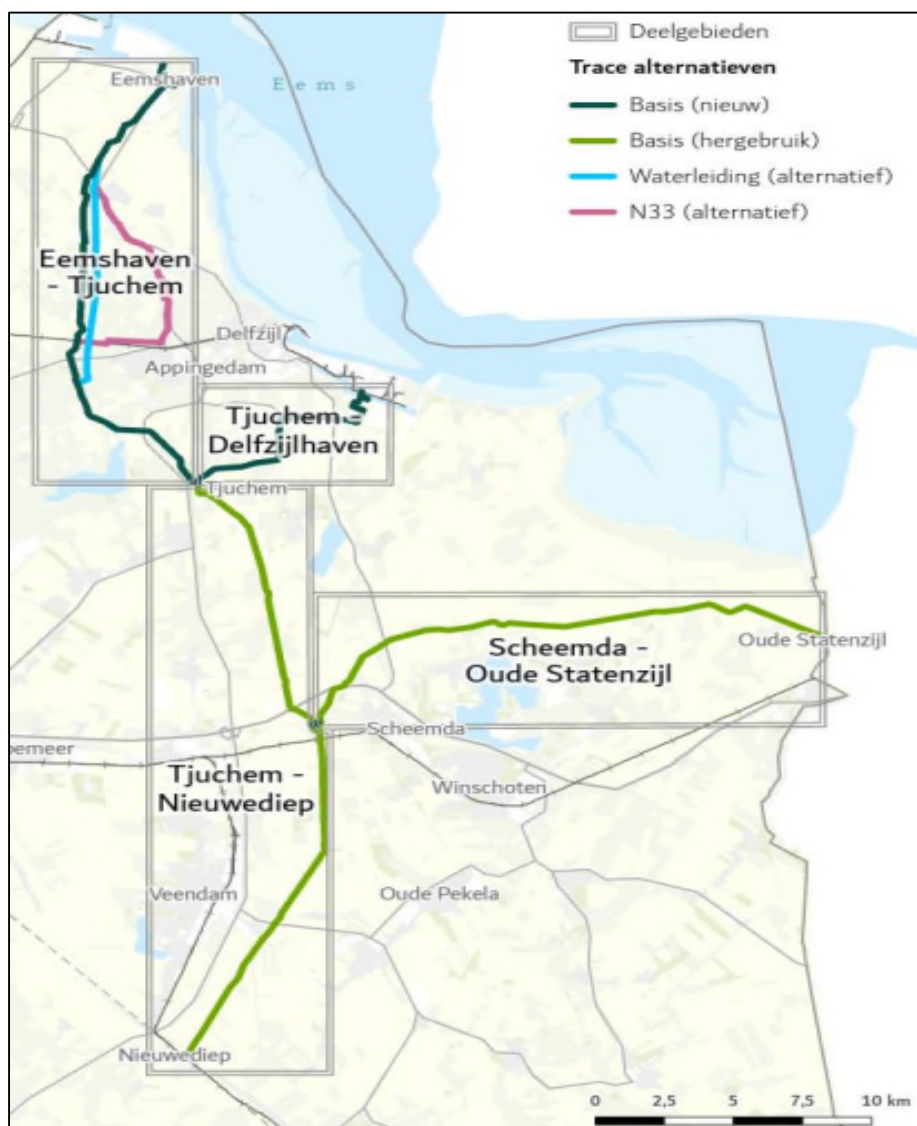 Deelgebieden
Trace alternatieven
Basis (nieuw)
Basis (hergebruik)
Waterleiding (alternatief)
N33 (alternatief)
Eemshaven
Eems
Eemshaven
- Tjuchem
Delfzijl
Appingedam
Tjuchem -
Delfzijlhaven
Tjuchem
Scheemda -
Oude Statenzijl
Oude Statenzijl
Scheemda
oemeer
Tjuchem -
Nieuwediep
Winschoten
Veendam
Oude Pekela
Nieuwediep
0 2,5 5 7,5 10 km